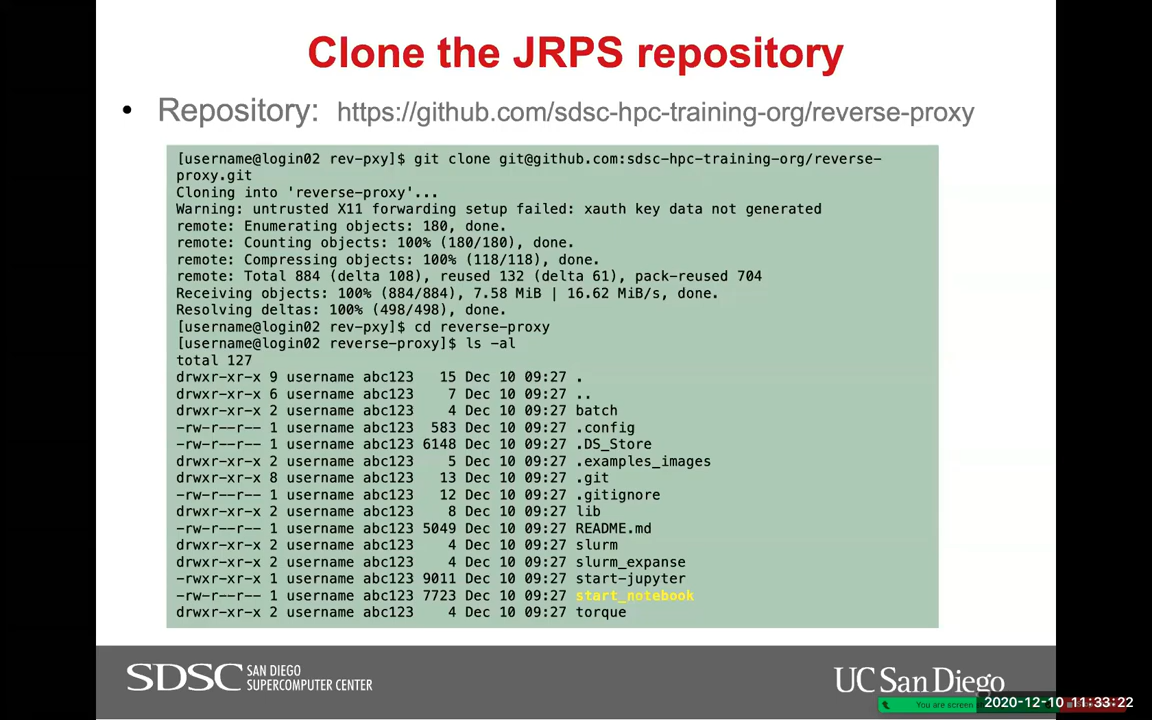 Clone the JRPS repository
• Repository: https://github.com/sdsc-hpc-training-org/reverse-proxy
[username@login02 rev-pxy]$ git clone git@github.com:sdsc-hpc-training-org/reverse-
proxy.git
Cloning into 'reverse-proxy'...
Warning: untrusted X11 forwarding setup failed: xauth key data not generated
remote: Enumerating objects: 180, done.
remote: Counting objects: 100% (180/180), done.
remote: Compressing objects: 100% (118/118), done.
remote: Total 884 (delta 108), reused 132 (delta 61), pack-reused 704
Receiving objects: 100% (884/884), 7.58 MiB | 16.62 MiB/s, done.
Resolving deltas: 100% (498/498), done.
[username@login02 rev-pxy]$ cd reverse-proxy
[username@login02 reverse-proxy]$ ls -al
total 127
drwxr-xr-x 9 username abc123   15 Dec 10 09:27 .
drwxr-xr-x 6 username abc123    7 Dec 10 09:27 ..
drwxr-xr-x 2 username abc123    4 Dec 10 09:27 batch
-rw-r--r-- 1 username abc123  583 Dec 10 09:27 .config
-rw-r--r-- 1 username abc123 6148 Dec 10 09:27 .DS_Store
drwxr-xr-x 2 username abc123    5 Dec 10 09:27 .examples_images
drwxr-xr-x 8 username abc123   13 Dec 10 09:27 .git
-rw-r--r-- 1 username abc123   12 Dec 10 09:27 .gitignore
drwxr-xr-x 2 username abc123    8 Dec 10 09:27 lib
-rw-r--r-- 1 username abc123 5049 Dec 10 09:27 README.md
drwxr-xr-x 2 username abc123    4 Dec 10 09:27 slurm
drwxr-xr-x 2 username abc123    4 Dec 10 09:27 slurm_expanse
-rwxr-xr-x 1 username abc123 9011 Dec 10 09:27 start-jupyter
-rw-r--r-- 1 username abc123 7723 Dec 10 09:27 start_notebook
drwxr-xr-x 2 username abc123    4 Dec 10 09:27 torque
SDSC SAN DIEGO
SUPERCOMPUTER CENTER
UC San Diego
You are screen
2020-12-10 11:33:22